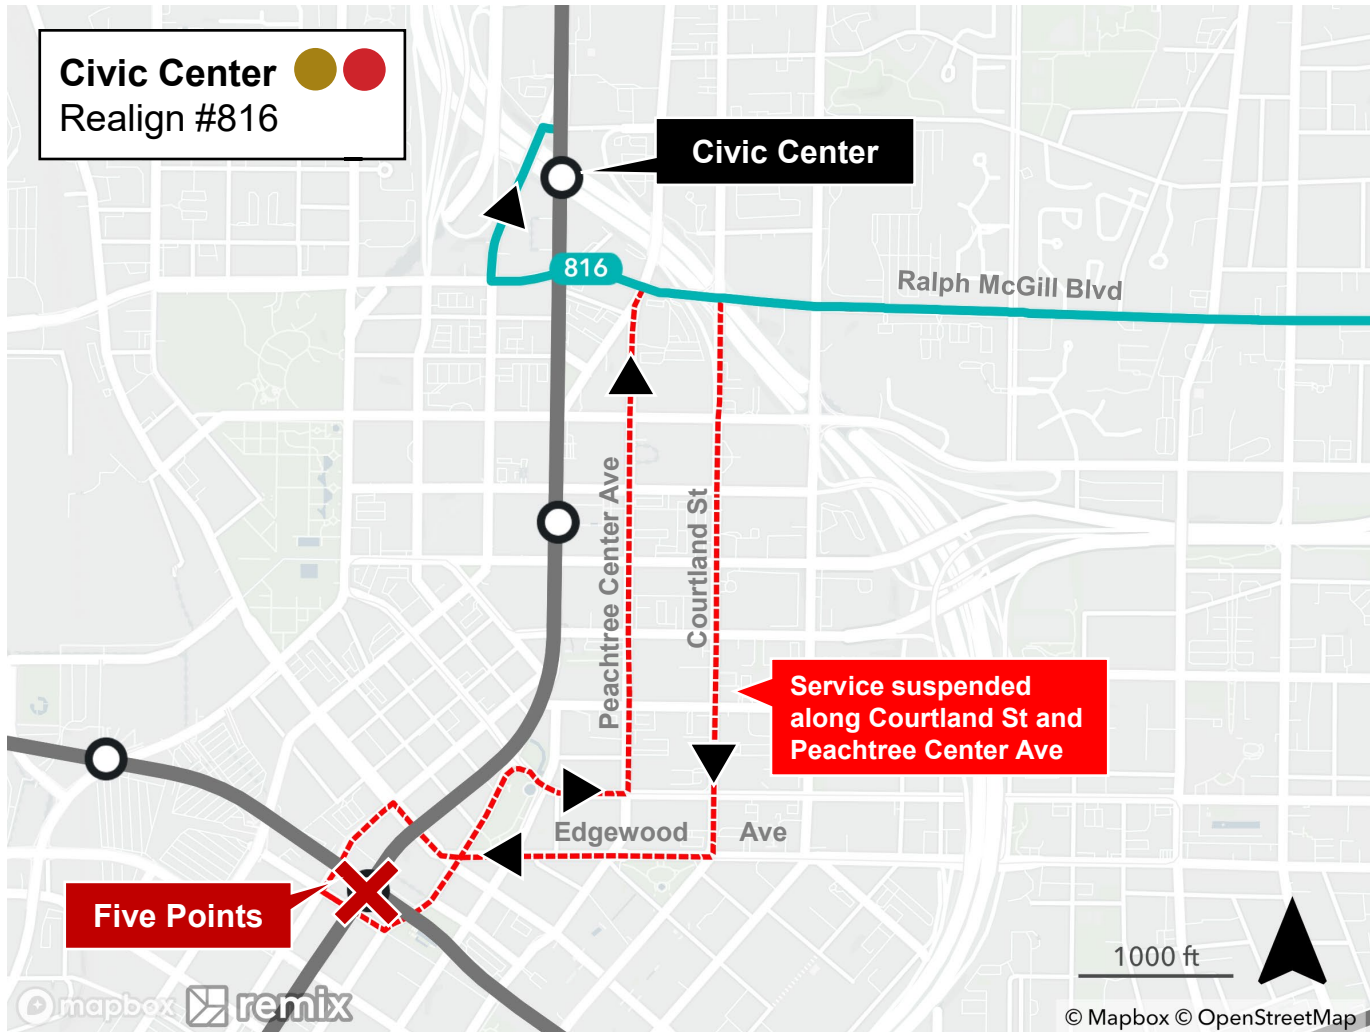 Civic Center
Realign #816
Civic Center
816
Ralph McGill Blvd
Peachtree Center Ave
Courtland St
Service suspended
along Courtland St and
Peachtree Center Ave
Edgewood Ave
Five Points
1000 ft
mapbox remix
© Mapbox © OpenStreetMap